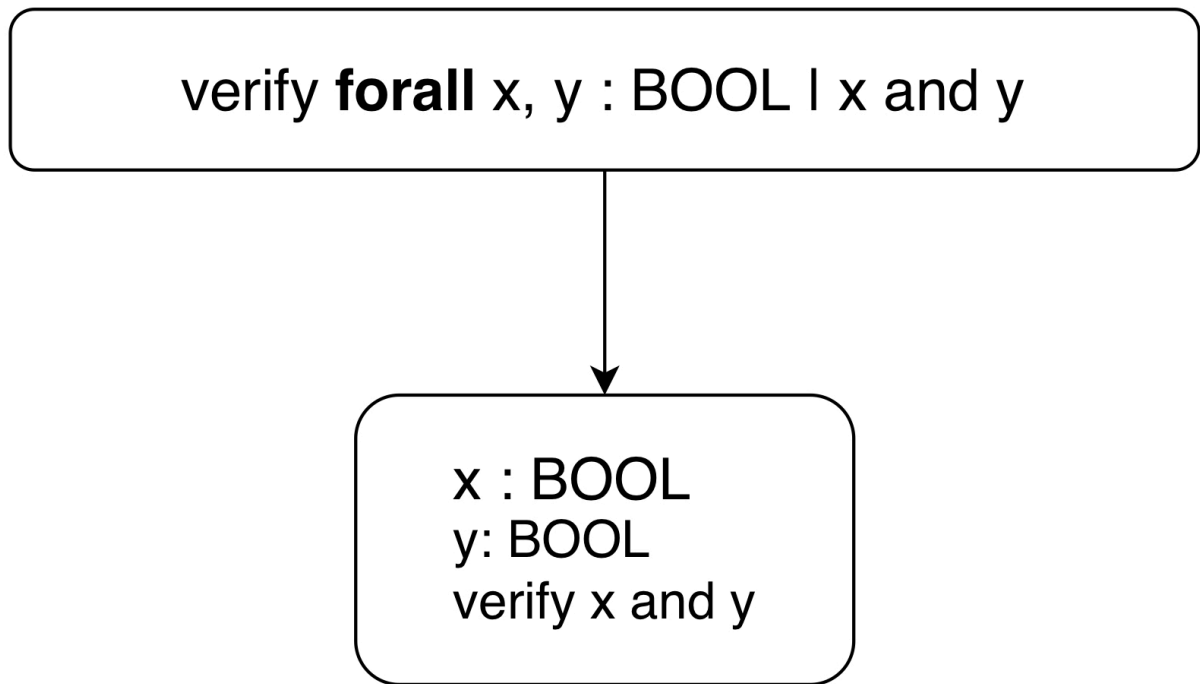 verify forall x, y : BOOL | x and y
x : BOOL
y: BOOL
verify x and y